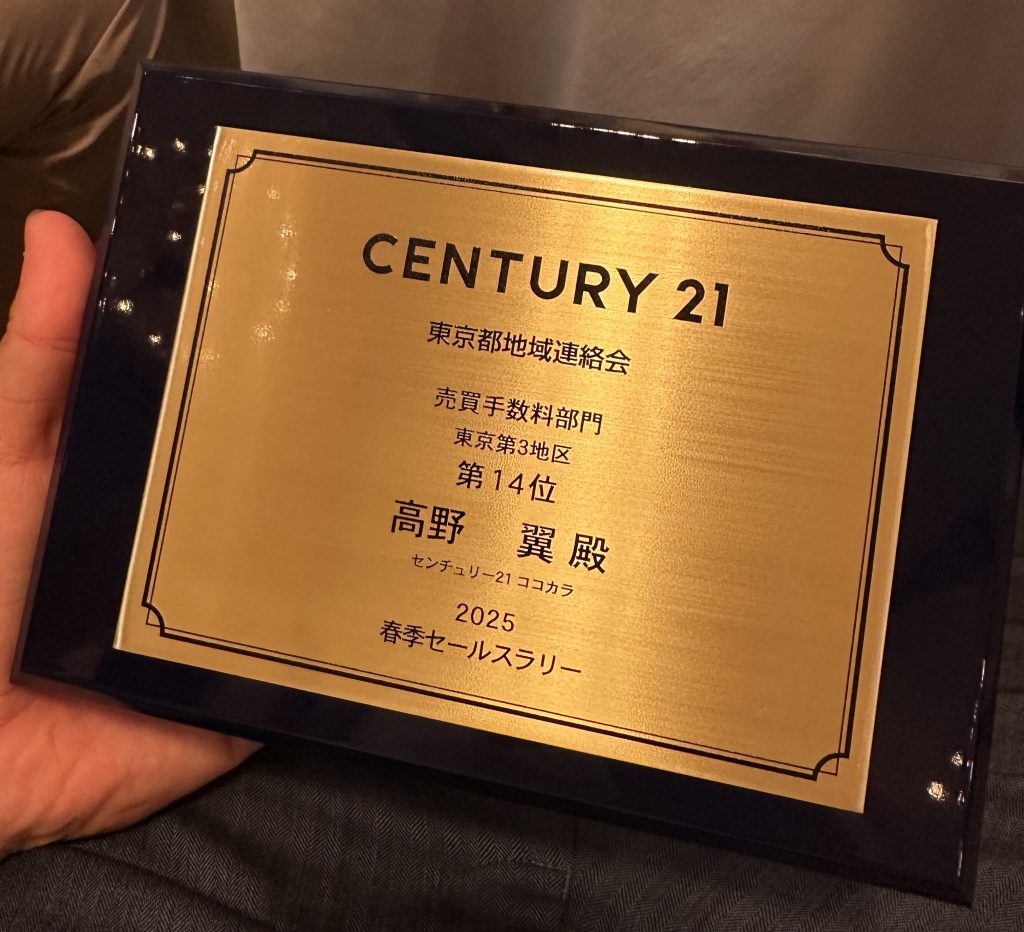 CENTURY 21
東京都地域連絡会
売買手数料部門
東京第3地区
第14位
高野 翼 殿
センチュリー21 ココカラ
2025
春季セールスラリー